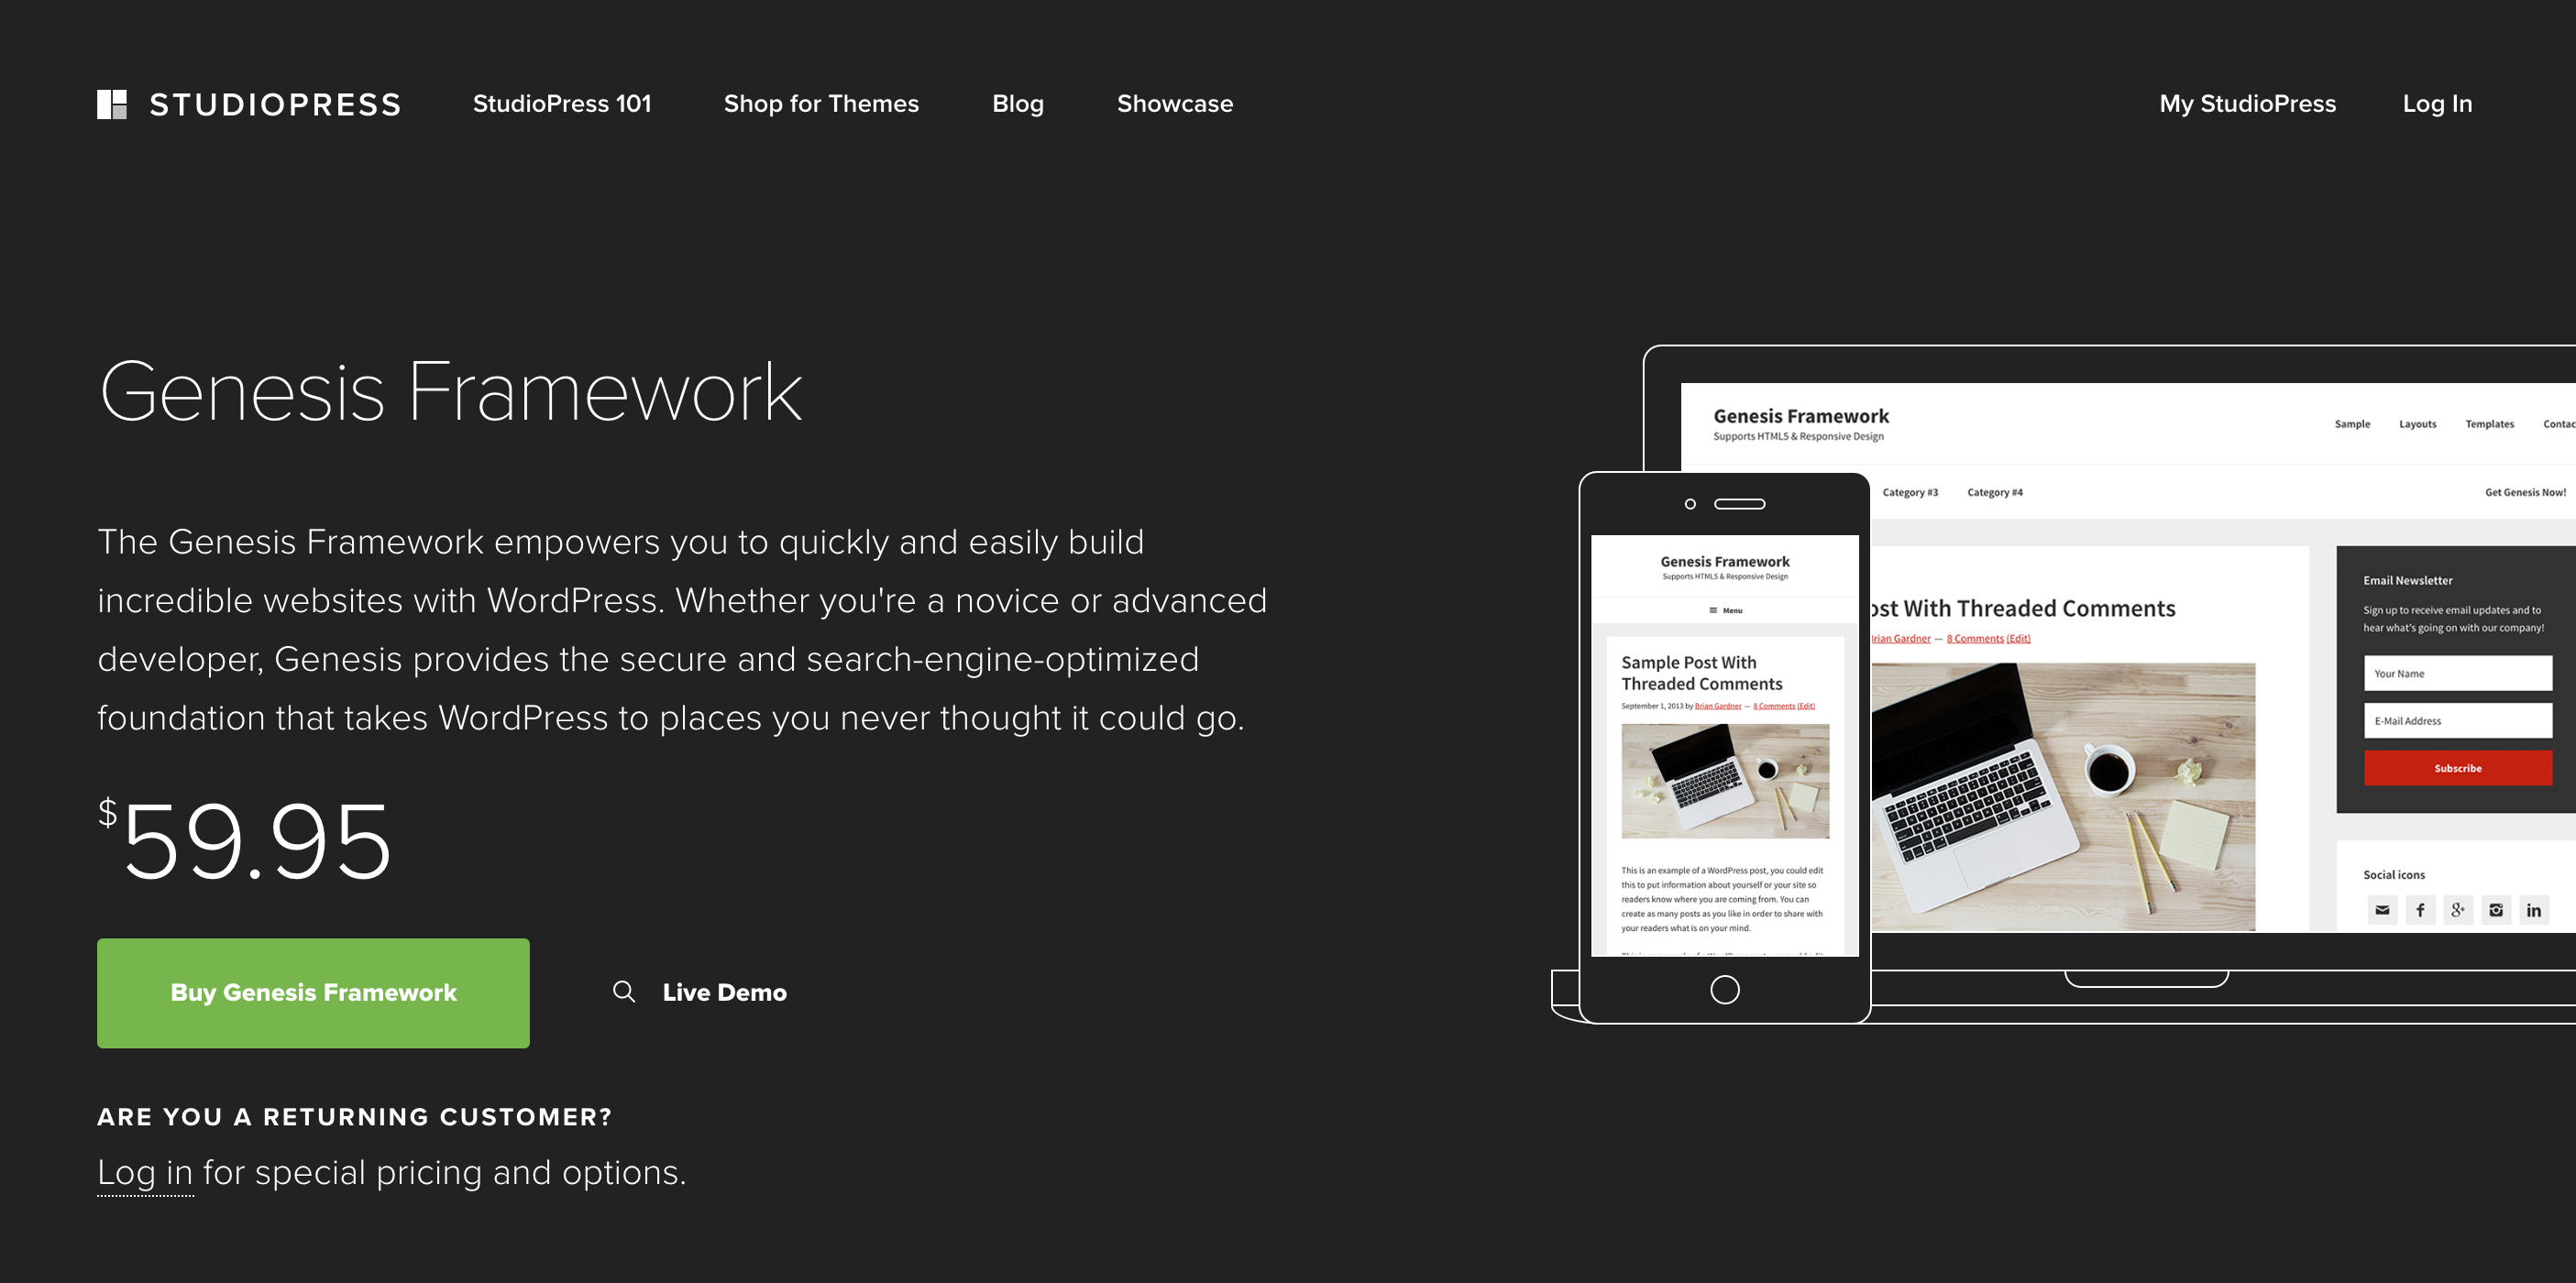 STUDIOPRESS
StudioPress 101
Shop for Themes
Blog
Showcase
My StudioPress
Log In
Genesis Framework
The Genesis Framework empowers you to quickly and easily build
incredible websites with WordPress. Whether you're a novice or advanced
developer, Genesis provides the secure and search-engine-optimized
foundation that takes WordPress to places you never thought it could go.
$59.95
Buy Genesis Framework
Live Demo
ARE YOU A RETURNING CUSTOMER?
Log in for special pricing and options.
Genesis Framework
Supports HTML5 & Responsive Design
Sample
Layouts
Templates
Contac
Category #3
Category #4
Get Genesis Now!
ost With Threaded Comments
Brian Gardner — 8 Comments (Edit)
Email Newsletter
Sign up to receive email updates and to
hear what's going on with our company!
Your Name
E-Mail Address
Subscribe
Social icons
f
g+
in
Genesis Framework
Supports HTML5 & Responsive Design
Menu
Sample Post With
Threaded Comments
September 1, 2013 by Brian Gardner — 8 Comments (Edit)
This is an example of a WordPress post, you could edit
this to put information about yourself or your site so
readers know where you are coming from. You can
create as many posts as you like in order to share with
your readers what is on your mind.